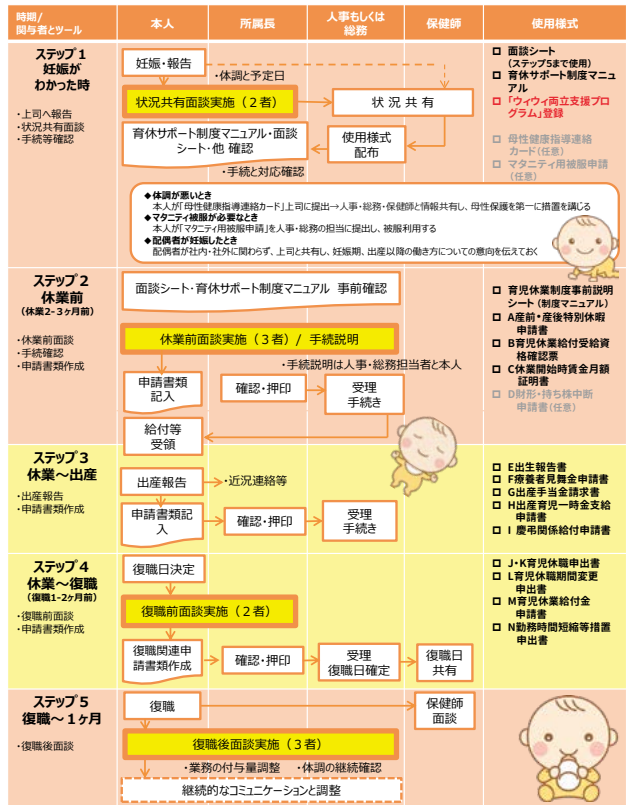 時期/
関与者とツール
本人
所属長
人事もしくは
総務
保健師
使用様式
ステップ1
妊娠が
わかった時
・上司へ報告
・状況共有面談
・手続等確認
妊娠・報告
・体調と予定日
状況共有面談実施（2者）
状 況 共 有
育休サポート制度マニュアル・面談
シート・他 確認
使用様式
配布
・手続と対応確認
□ 面談シート
(ステップ5まで使用)
□ 育休サポート制度マニュ
アル
□ 「ウィウィ両立支援プロ
グラム」登録
□ 母性健康指導連絡
カード(任意)
□ マタニティ用被服申請
(任意)
◆体調が悪いとき
本人が「母性健康指導連絡カード」上司に提出→人事・総務・保健師と情報共有し、母性保護を第一に措置を講じる
◆マタニティ被服が必要なとき
本人が「マタニティ用被服申請」を人事・総務の担当に提出し、被服利用する
◆配偶者が妊娠したとき
配偶者が社内・社外に関わらず、上司と共有し、妊娠期、出産以降の働き方についての意向を伝えておく
ステップ2
休業前
(休業2-3ヶ月前)
・休業前面談
・手続確認
・申請書類作成
面談シート・育休サポート制度マニュアル 事前確認
休業前面談実施（3者）/ 手続説明
・手続説明は人事・総務担当者と本人
申請書類
記入
確認・押印
受理
手続き
給付等
受領
□ 育児休業制度事前説明
シート（制度マニュアル）
□ A産前・産後特別休暇
申請書
□ B育児休業給付受給資
格確認票
□ C休業開始時賃金月額
証明書
□ D財形・持ち株中断
申請書(任意)
ステップ3
休業～出産
・出産報告
・申請書類作成
出産報告
・近況連絡等
申請書類記
入
確認・押印
受理
手続き
□ E出生報告書
□ F療養者見舞金申請書
□ G出産手当金請求書
□ H出産育児一時金支給
申請書
□ I 慶弔関係給付申請書
ステップ4
休業～復職
(復職1-2ヶ月前)
・復職前面談
・申請書類作成
復職日決定
復職前面談実施（2者）
復職関連申
請書類作成
確認・押印
受理
復職日確定
復職日
共有
□ J・K育児休職申出書
□ L育児休職期間変更
申出書
□ M育児休業給付金
申請書
□ N勤務時間短縮等措置
申出書
ステップ5
復職～1ヶ月
・復職後面談
復職
保健師
面談
復職後面談実施（3者）
・業務の付与量調整 ・体調の継続確認
継続的なコミュニケーションと調整